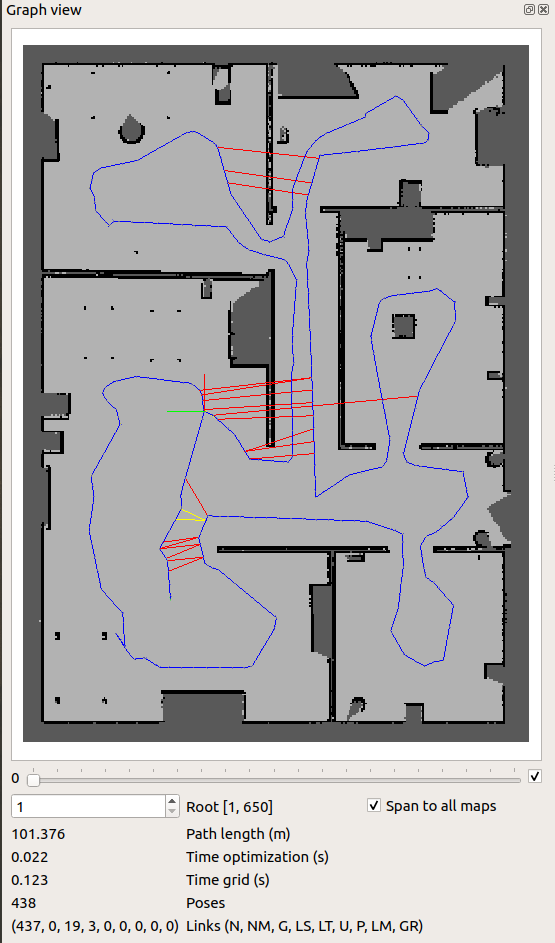 Graph view
0
1 Root [1, 650] Span to all maps
101.376 Path length (m)
0.022 Time optimization (s)
0.123 Time grid (s)
438 Poses
(437, 0, 19, 3, 0, 0, 0, 0, 0) Links (N, NM, G, LS, LT, U, P, LM, GR)